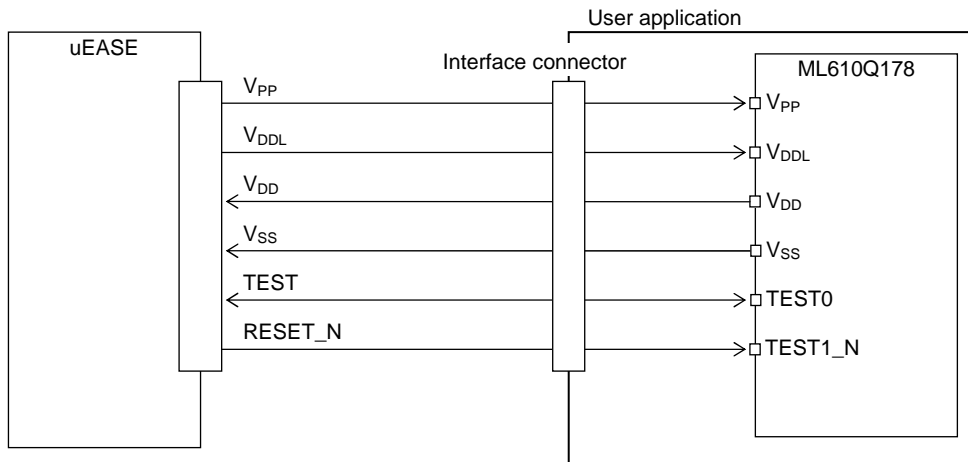 User application
uEASE
Interface connector
ML610Q178
VPP
VPP
VDDL
VDDL
VDD
VDD
VSS
VSS
TEST
TEST0
RESET_N
TEST1_N